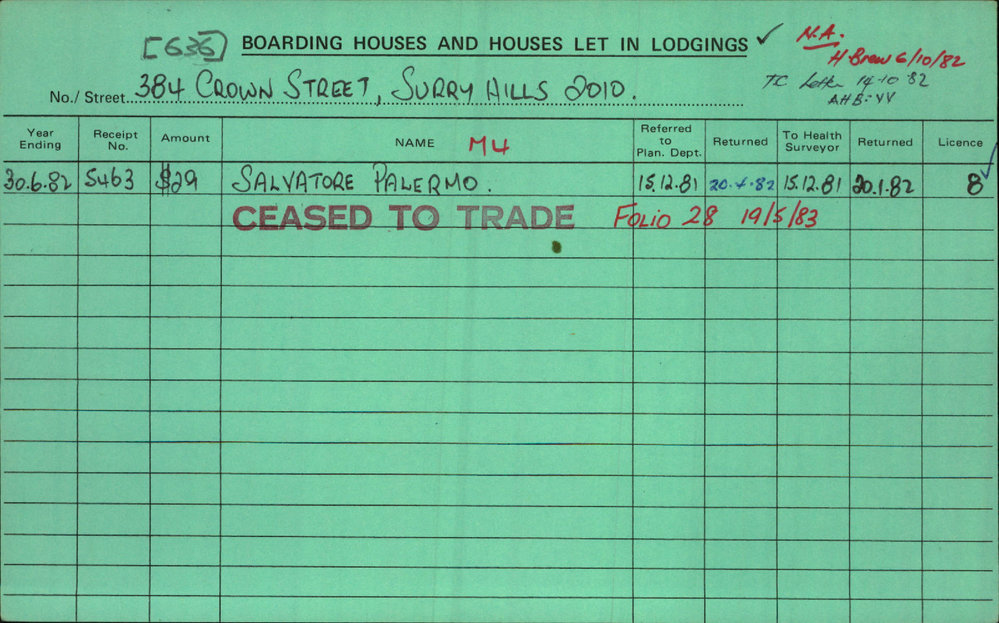 [636] BOARDING HOUSES AND HOUSES LET IN LODGINGS ✓
N.A.
H Brew 6/10/82
TC Letter 14-10-82
AHB:VV
No./ Street 384 CROWN STREET, SURRY HILLS 2010.
Year Ending Receipt No. Amount NAME M4 Referred to Plan. Dept. Returned To Health Surveyor Returned Licence
30.6.82 5463 $29 SALVATORE PALERMO. 15.12.81 20.4.82 15.12.81 20.1.82 8 ✓
CEASED TO TRADE FOLIO 28 19/5/83